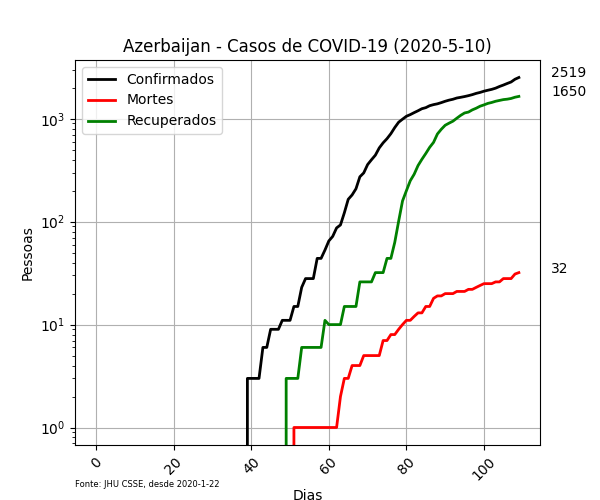 Azerbaijan - Casos de COVID-19 (2020-5-10)
Confirmados
Mortes
Recuperados
2519
1650
32
10³
10²
10¹
10⁰
Pessoas
0 20 40 60 80 100
Dias
Fonte: JHU CSSE, desde 2020-1-22